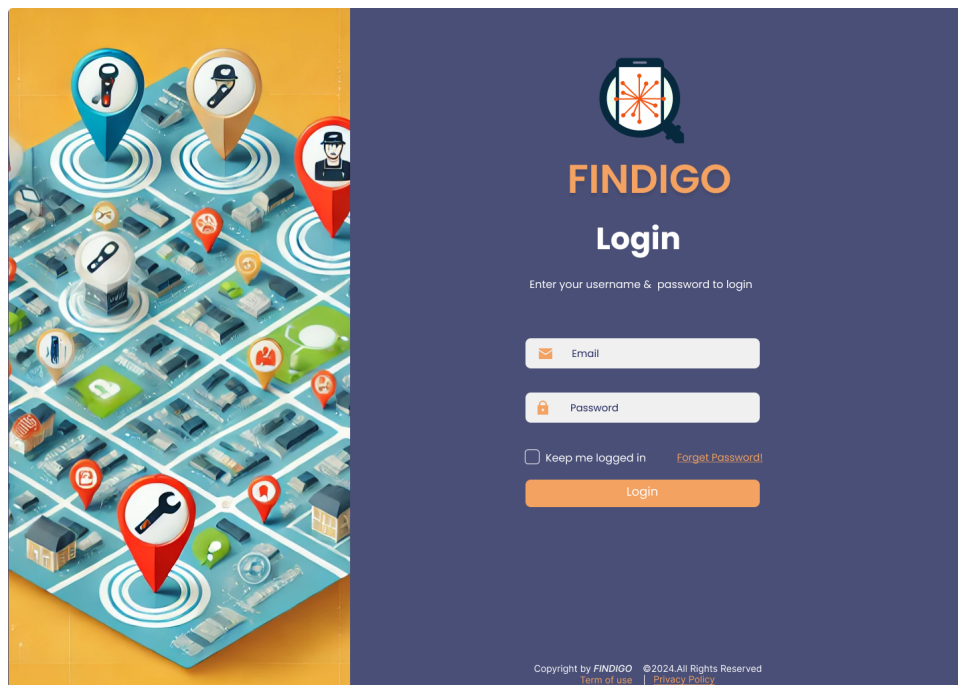 FINDIGO
Login
Enter your username & password to login
Email
Password
Keep me logged in Forget Password!
Login
Copyright by FINDIGO ©2024.All Rights Reserved
Term of use | Privacy Policy